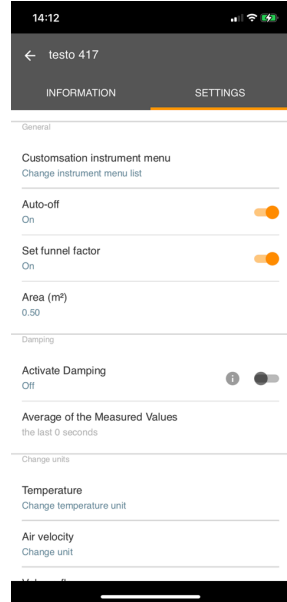 14:12
testo 417
INFORMATION SETTINGS
General
Customsation instrument menu
Change instrument menu list
Auto-off
On
Set funnel factor
On
Area (m²)
0.50
Damping
Activate Damping
Off
Average of the Measured Values
the last 0 seconds
Change units
Temperature
Change temperature unit
Air velocity
Change unit